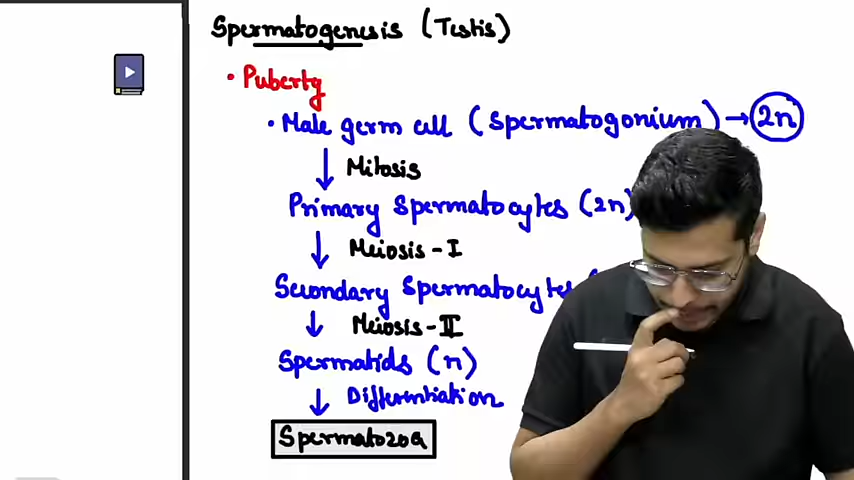 Spermatogenesis (Testis)
• Puberty
• Male germ cell (Spermatogonium) → 2n
↓ Mitosis
Primary Spermatocytes (2n)
↓ Meiosis - I
Secondary Spermatocytes (
↓ Meiosis - II
Spermatids (n)
↓ Differentiation
Spermatozoa